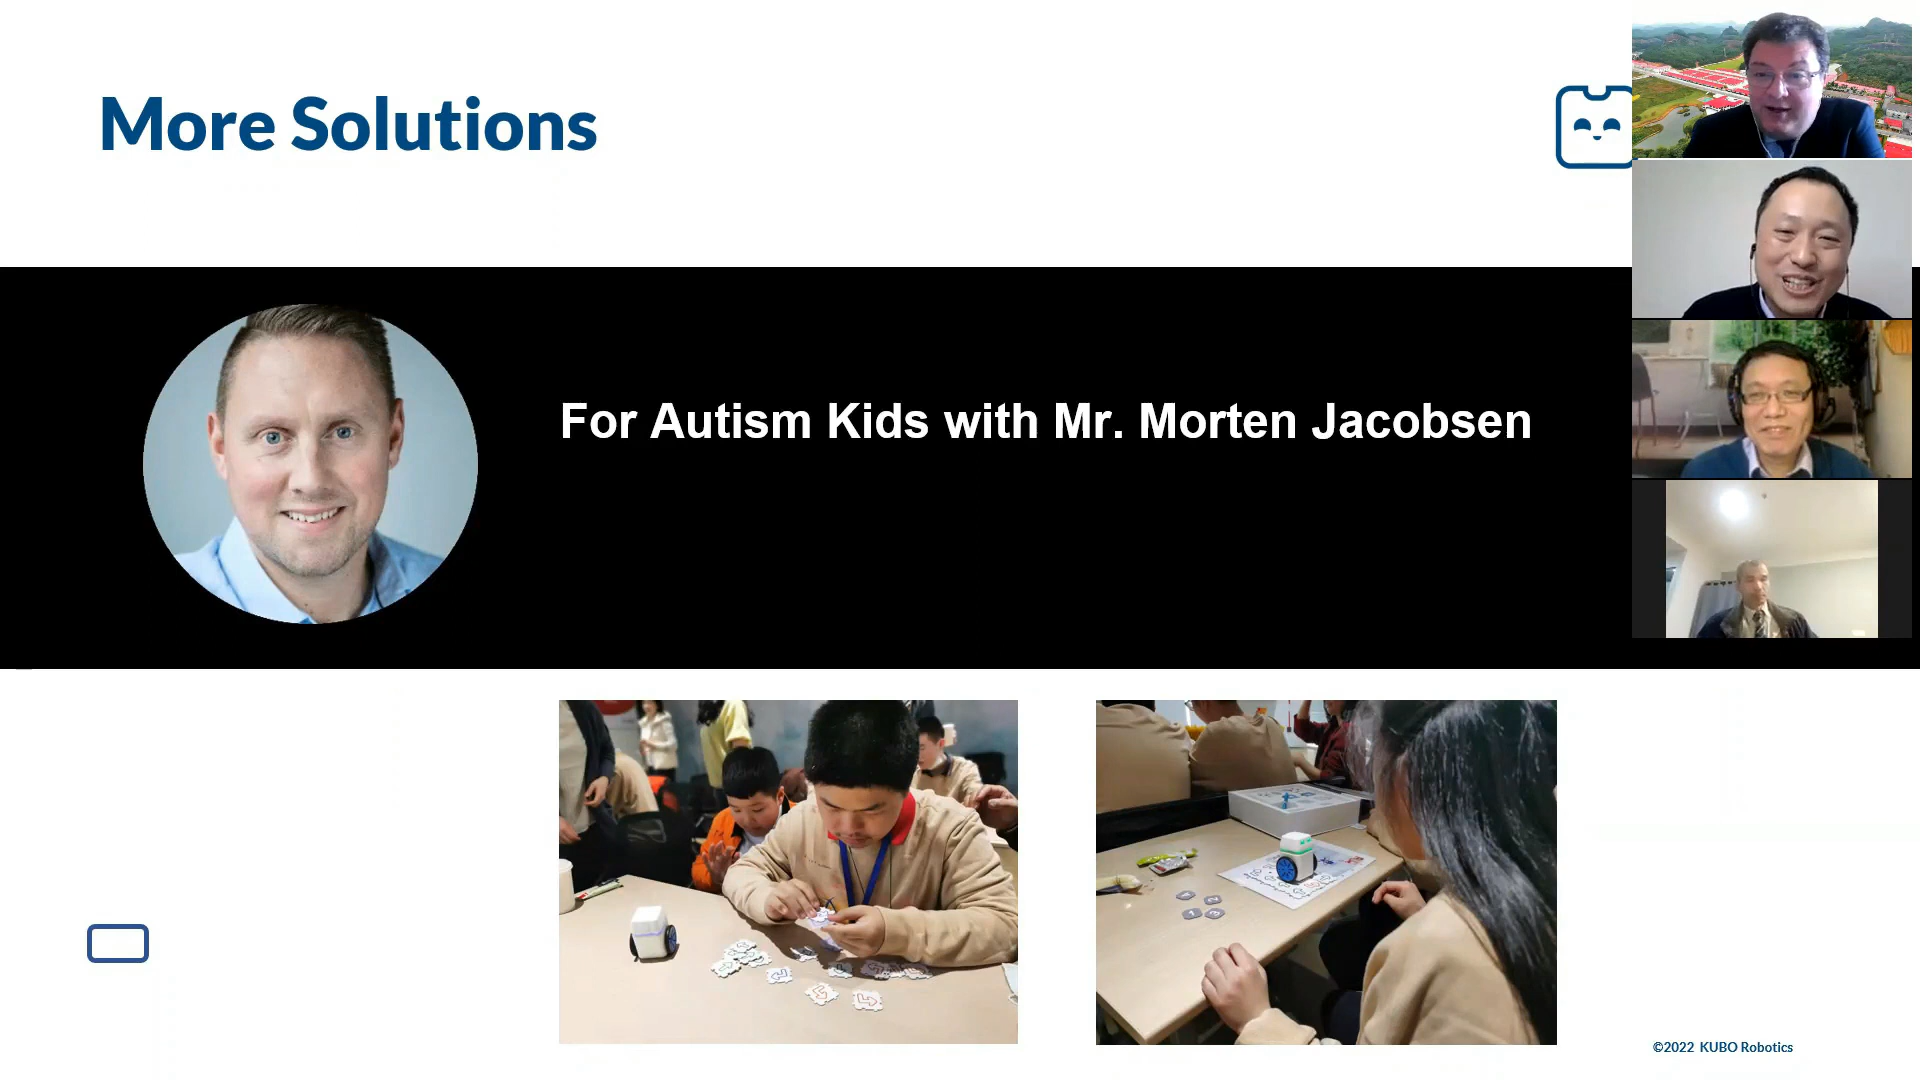 More Solutions
For Autism Kids with Mr. Morten Jacobsen
©2022 KUBO Robotics